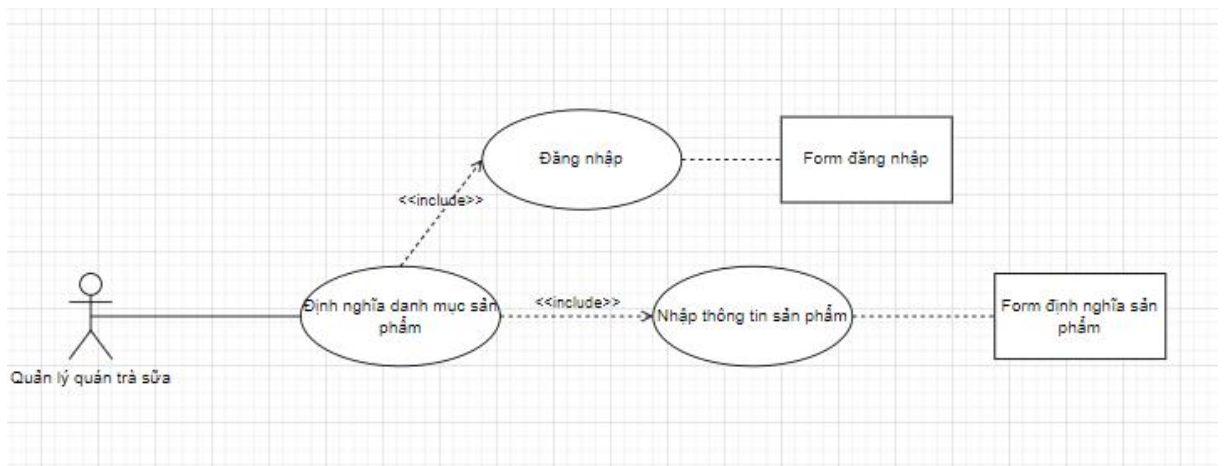 Đăng nhập
Form đăng nhập
<<include>>
Định nghĩa danh mục sản
phẩm
<<include>>
Nhập thông tin sản phẩm
Form định nghĩa sản
phẩm
Quản lý quán trà sữa